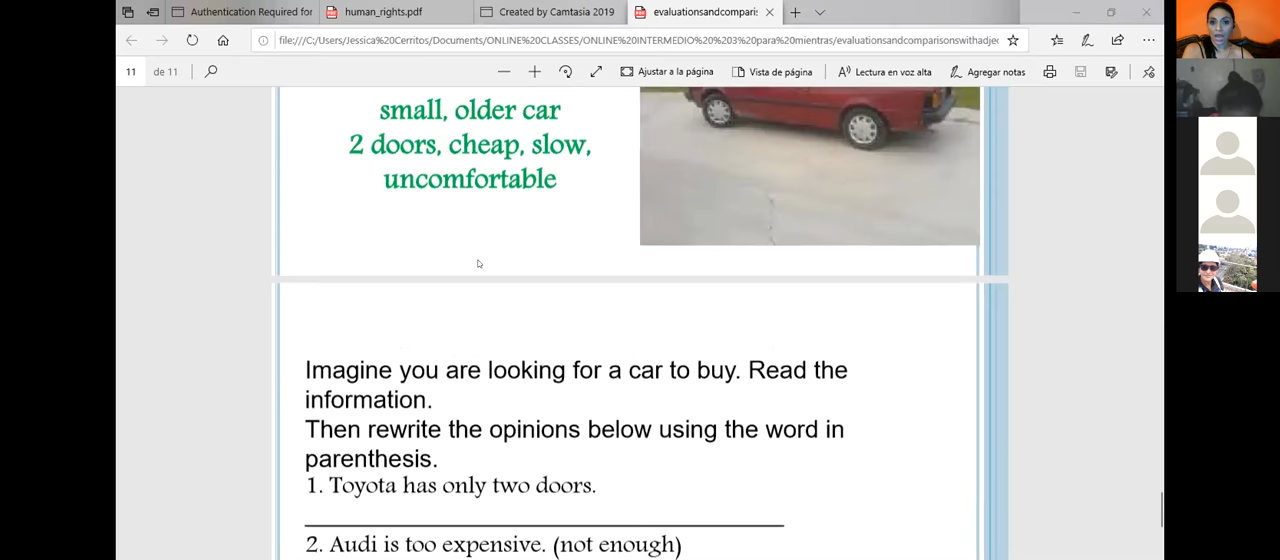 Authentication Required for
human_rights.pdf
Created by Camtasia 2019
evaluationsandcomparis
file:///C:/Users/Jessica%20Cerritos/Documents/ONLINE%20CLASSES/ONLINE%20INTERMEDIO%20%203%20para%20mientras/evaluationsandcomparisonswithadjec
11 de 11
Ajustar a la página
Vista de página
Lectura en voz alta
Agregar notas
small, older car
2 doors, cheap, slow,
uncomfortable
Imagine you are looking for a car to buy. Read the
information.
Then rewrite the opinions below using the word in
parenthesis.
1. Toyota has only two doors.
2. Audi is too expensive. (not enough)